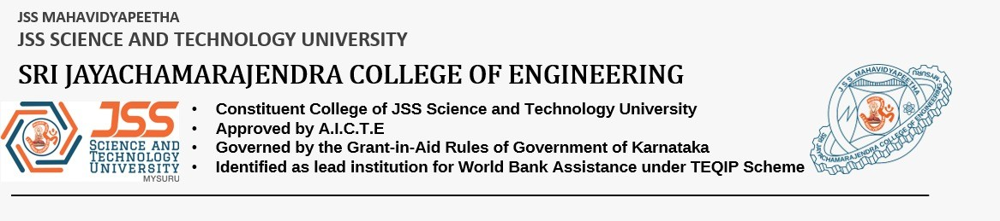 JSS MAHAVIDYAPEETHA
JSS SCIENCE AND TECHNOLOGY UNIVERSITY
SRI JAYACHAMARAJENDRA COLLEGE OF ENGINEERING
JSS
SCIENCE AND
TECHNOLOGY
UNIVERSITY
MYSURU
• Constituent College of JSS Science and Technology University
• Approved by A.I.C.T.E
• Governed by the Grant-in-Aid Rules of Government of Karnataka
• Identified as lead institution for World Bank Assistance under TEQIP Scheme
JSS MAHAVIDYAPEETHA
SRI JAYACHAMARAJENDRA COLLEGE OF ENGINEERING
MYSURU